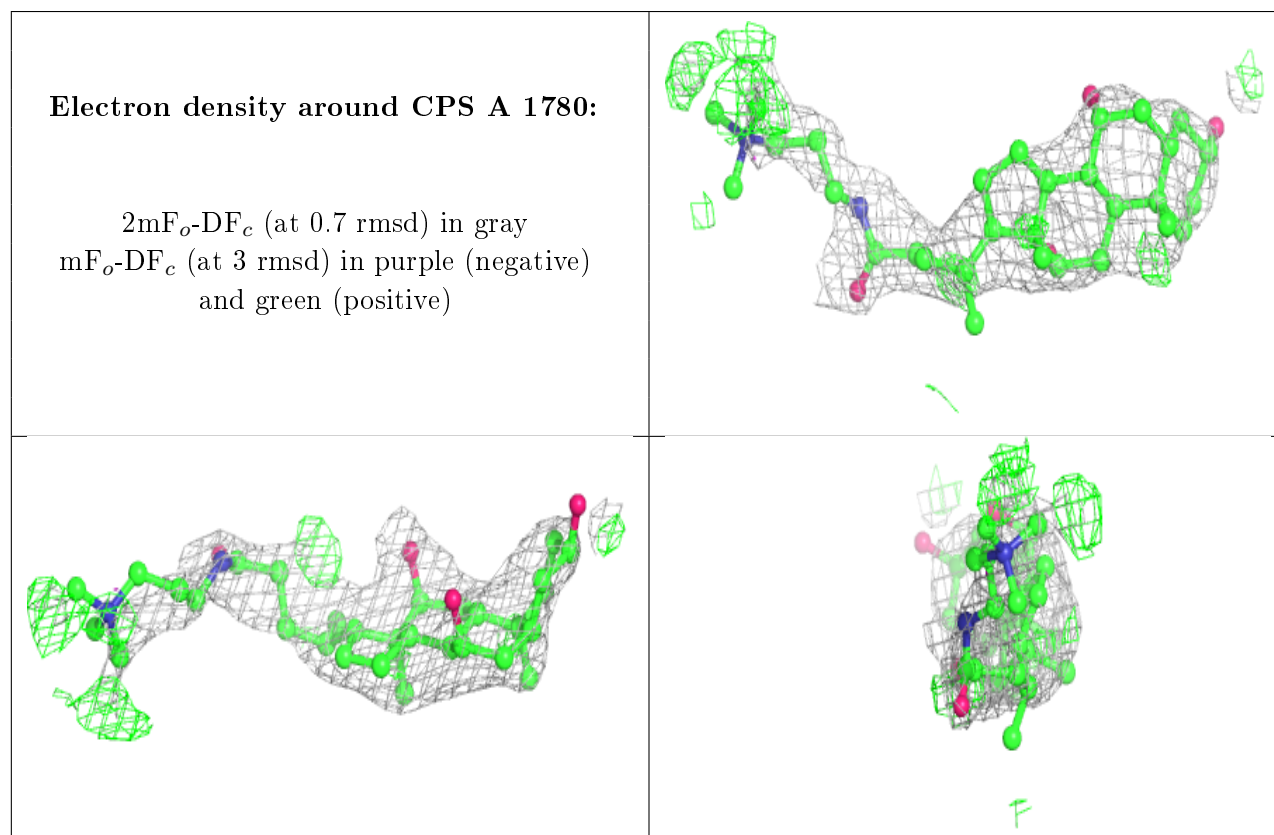 Electron density around CPS A 1780:
2mFo-DFc (at 0.7 rmsd) in gray
mFo-DFc (at 3 rmsd) in purple (negative)
and green (positive)